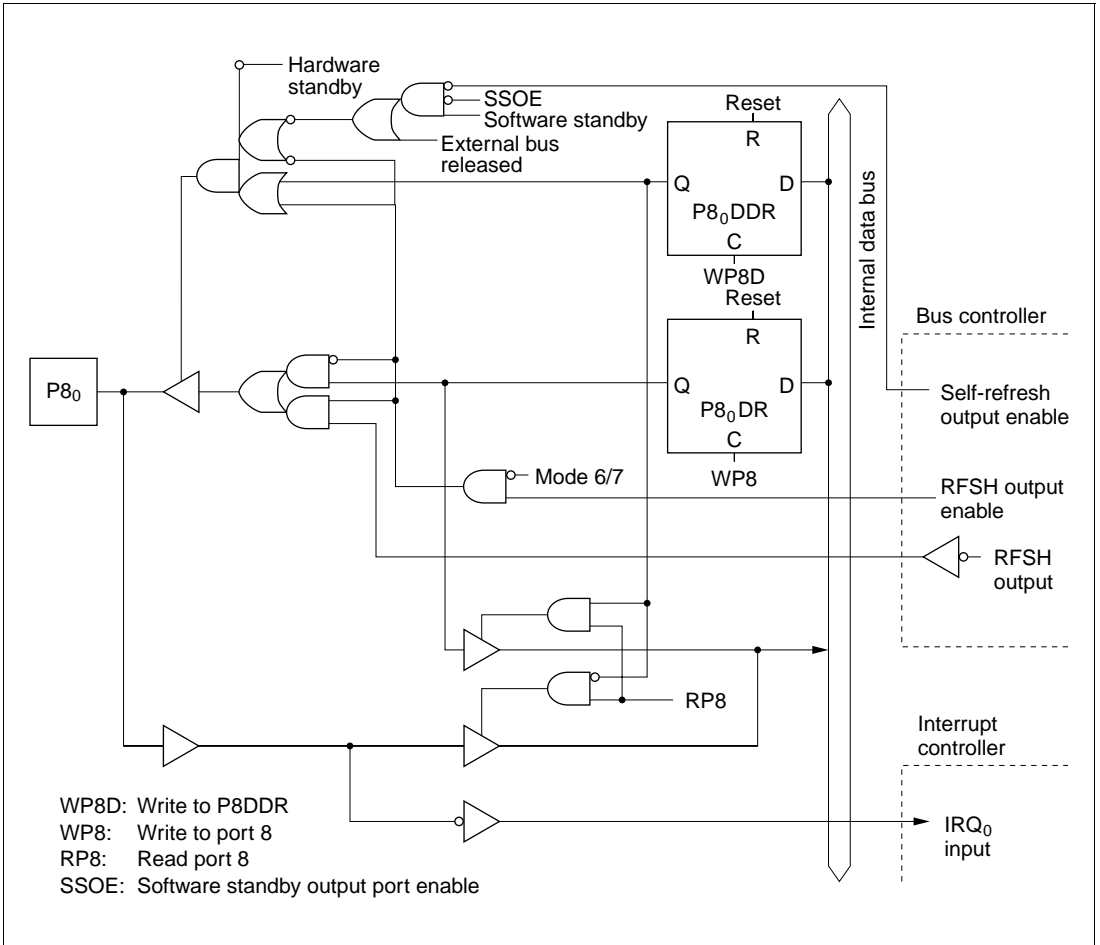 Hardware
standby
SSOE
Software standby
External bus
released
Reset
R
Q
D
P8₀DDR
C
WP8D
Reset
R
Q
D
P8₀DR
C
WP8
Internal data bus
Bus controller
Self-refresh
output enable
P8₀
Mode 6/7
RFSH output
enable
RFSH
output
RP8
Interrupt
controller
IRQ₀
input
WP8D: Write to P8DDR
WP8: Write to port 8
RP8: Read port 8
SSOE: Software standby output port enable